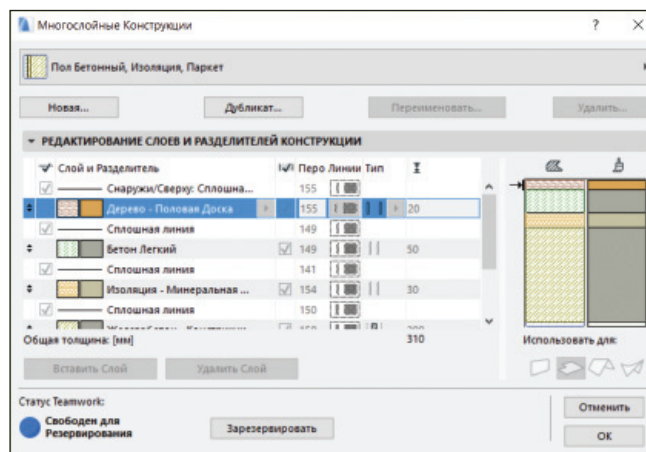 Многослойные Конструкции
? ×
Пол Бетонный, Изоляция, Паркет
Новая... Дубликат... Переименовать... Удалить...
РЕДАКТИРОВАНИЕ СЛОЕВ И РАЗДЕЛИТЕЛЕЙ КОНСТРУКЦИИ
Слой и Разделитель Перо Линии Тип
Снаружи/Сверху: Сплошна... 155
Дерево - Половая Доска 155 20
Сплошная линия 149
Бетон Легкий 149 50
Сплошная линия 141
Изоляция - Минеральная ... 154 30
Сплошная линия 150
Общая толщина: [мм] 310
Использовать для:
Вставить Слой Удалить Слой
Статус Teamwork:
Свободен для
Резервирования
Зарезервировать
Отменить
ОК